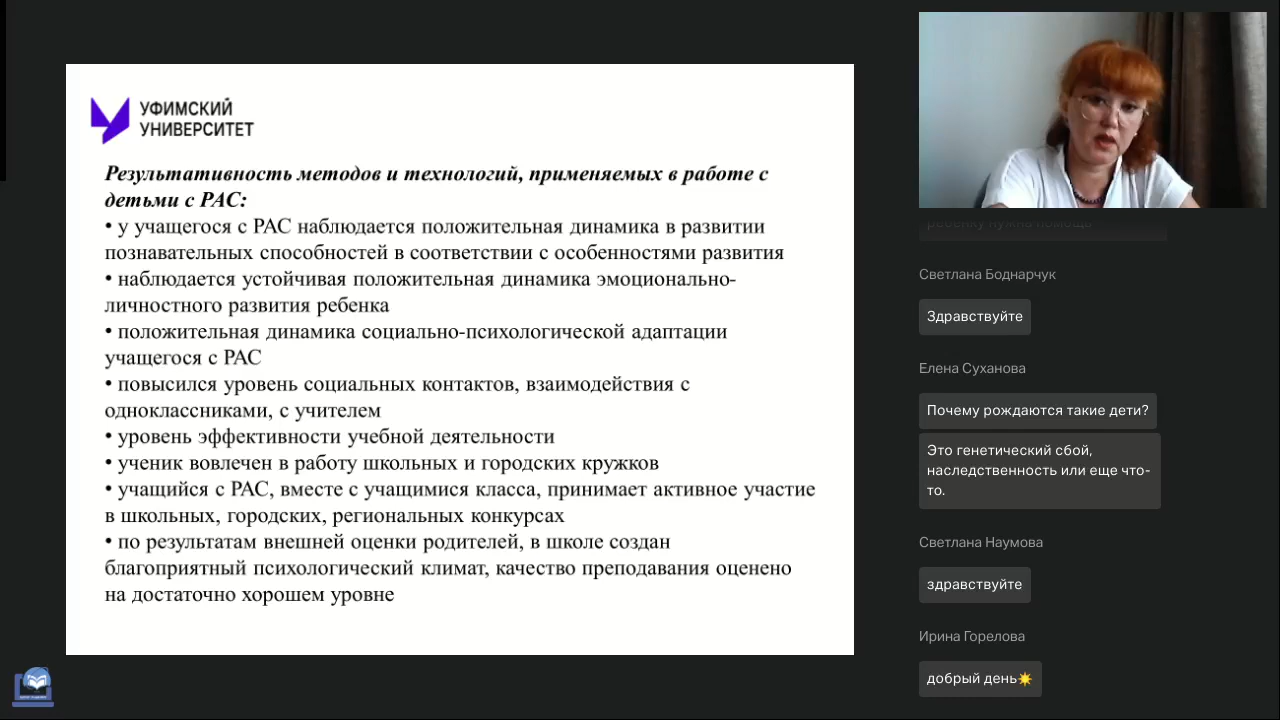 УФИМСКИЙ
УНИВЕРСИТЕТ
Результативность методов и технологий, применяемых в работе с
детьми с РАС:
• у учащегося с РАС наблюдается положительная динамика в развитии
познавательных способностей в соответствии с особенностями развития
• наблюдается устойчивая положительная динамика эмоционально-
личностного развития ребенка
• положительная динамика социально-психологической адаптации
учащегося с РАС
• повысился уровень социальных контактов, взаимодействия с
одноклассниками, с учителем
• уровень эффективности учебной деятельности
• ученик вовлечен в работу школьных и городских кружков
• учащийся с РАС, вместе с учащимися класса, принимает активное участие
в школьных, городских, региональных конкурсах
• по результатам внешней оценки родителей, в школе создан
благоприятный психологический климат, качество преподавания оценено
на достаточно хорошем уровне
ребенку нужна помощь
Светлана Боднарчук
Здравствуйте
Елена Суханова
Почему рождаются такие дети?
Это генетический сбой,
наследственность или еще что-
то.
Светлана Наумова
здравствуйте
Ирина Горелова
добрый день☀️